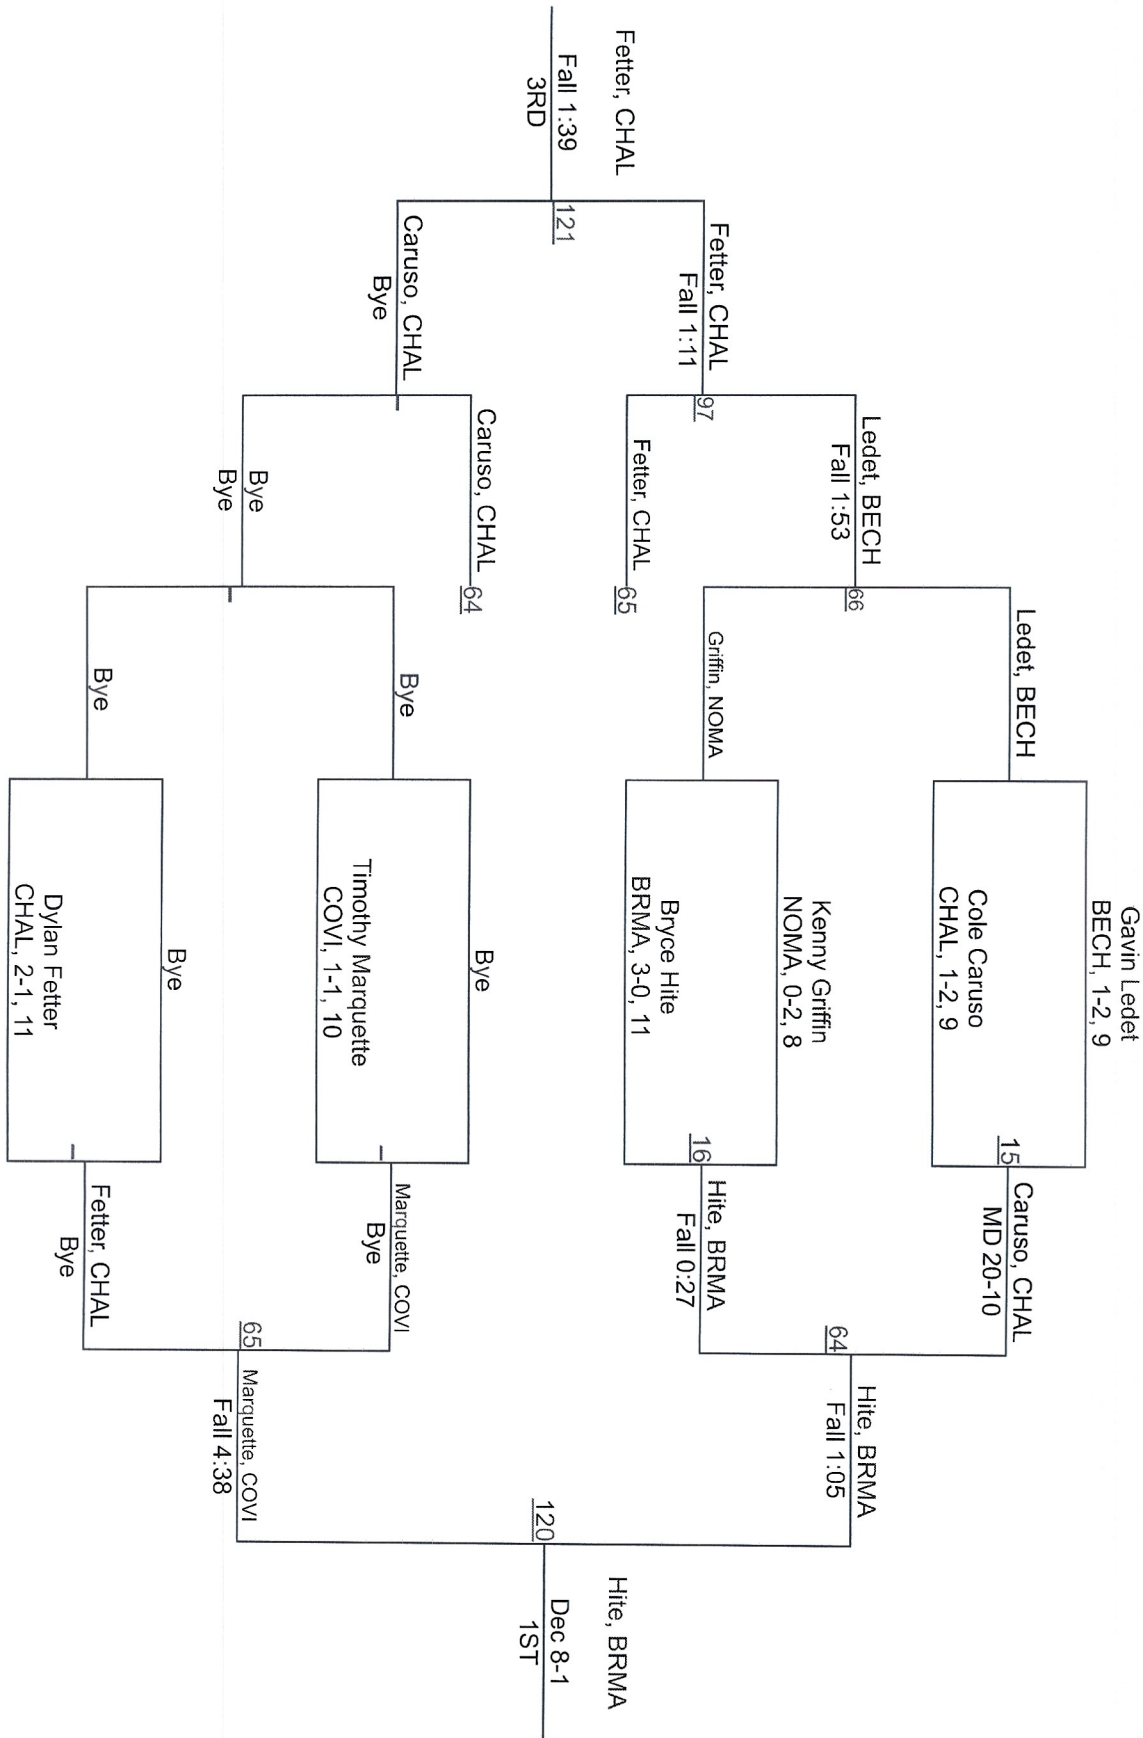 Gavin Ledet
BECH, 1-2, 9
Ledet, BECH
Cole Caruso
CHAL, 1-2, 9
15
Caruso, CHAL
MD 20-10
Ledet, BECH
Fall 1:53
66
64
Hite, BRMA
Fall 1:05
Kenny Griffin
NOMA, 0-2, 8
Griffin, NOMA
Bryce Hite
BRMA, 3-0, 11
16
Hite, BRMA
Fall 0:27
Fetter, CHAL
Fall 1:11
97
Fetter, CHAL
65
Fetter, CHAL
Fall 1:39
3RD
121
120
Hite, BRMA
Dec 8-1
1ST
Caruso, CHAL
64
Caruso, CHAL
Bye
Bye
Bye
Timothy Marquette
COVI, 1-1, 10
Marquette, COVI
Bye
Bye
Bye
65
Marquette, COVI
Fall 4:38
Bye
Bye
Dylan Fetter
CHAL, 2-1, 11
Fetter, CHAL
Bye